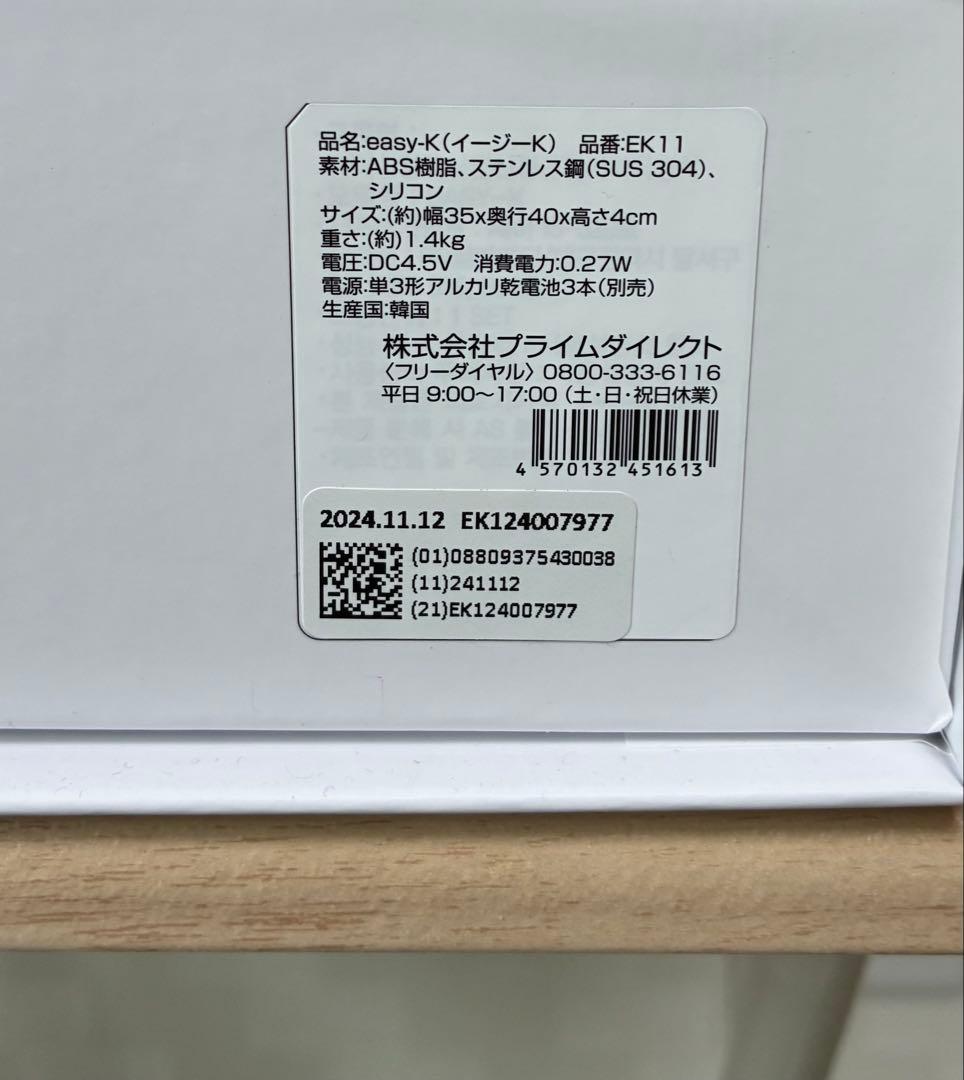 品名:easy-K(イージーK) 品番:EK11
素材:ABS樹脂、ステンレス鋼(SUS 304)、
シリコン
サイズ:(約)幅35x奥行40x高さ4cm
重さ:(約)1.4kg
電圧:DC4.5V 消費電力:0.27W
電源:単3形アルカリ乾電池3本(別売)
生産国:韓国
株式会社プライムダイレクト
〈フリーダイヤル〉0800-333-6116
平日 9:00〜17:00 (土・日・祝日休業)
4 570132 451613
2024.11.12 EK124007977
(01)08809375430038
(11)241112
(21)EK124007977